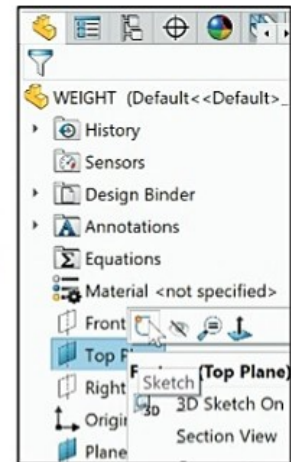 WEIGHT (Default<<Default>_
History
Sensors
Design Binder
Annotations
Equations
Material <not specified>
Front
Top P
(Top Plane)
Sketch
Right
3D 3D Sketch On
Origi
Section View
Plane